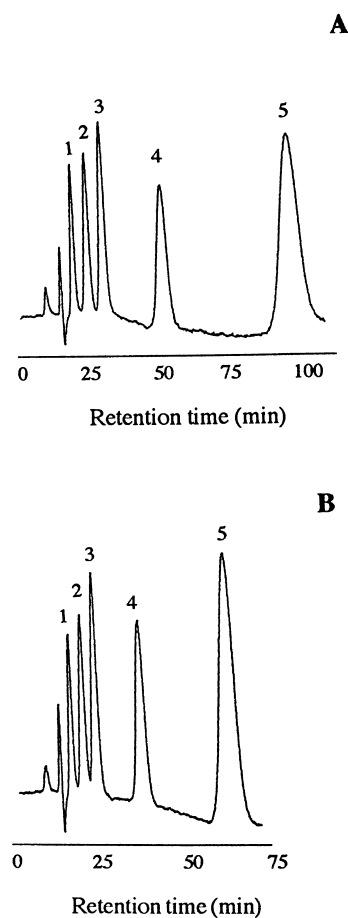 A
1 2 3 4 5
0 25 50 75 100
Retention time (min)
B
1 2 3 4 5
0 25 50 75
Retention time (min)